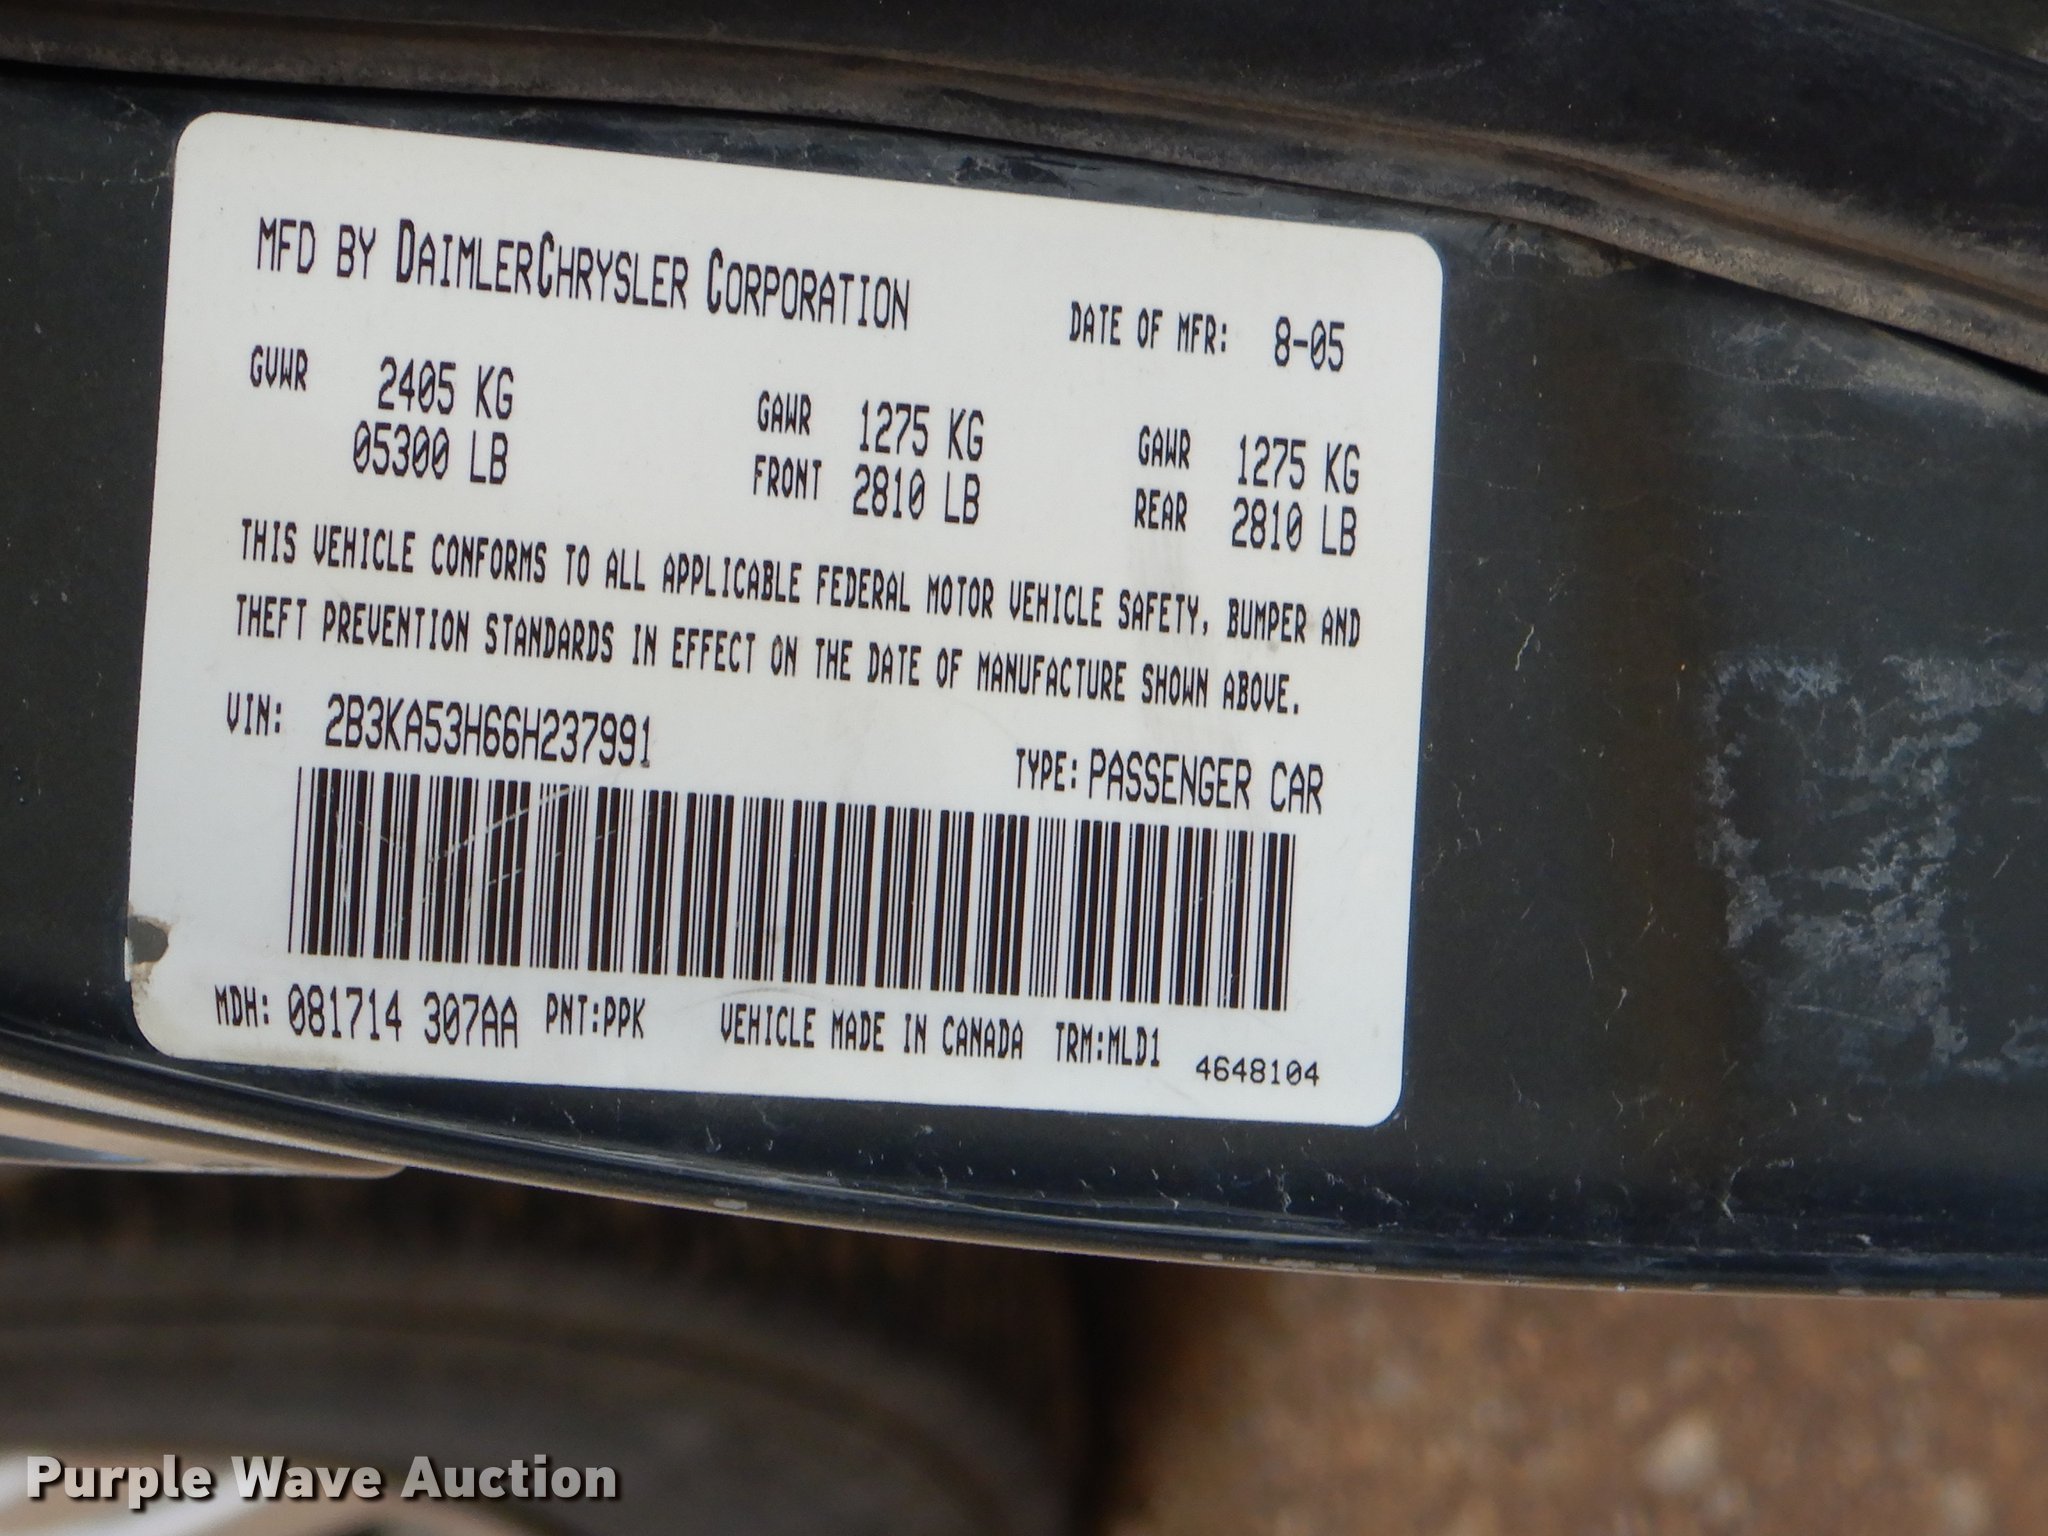 MFD BY DAIMLERCHRYSLER CORPORATION
DATE OF MFR: 8-05
GVWR 2405 KG
05300 LB
GAWR 1275 KG
FRONT 2810 LB
GAWR 1275 KG
REAR 2810 LB
THIS VEHICLE CONFORMS TO ALL APPLICABLE FEDERAL MOTOR VEHICLE SAFETY, BUMPER AND
THEFT PREVENTION STANDARDS IN EFFECT ON THE DATE OF MANUFACTURE SHOWN ABOVE.
VIN: 2B3KA53H66H237991
TYPE: PASSENGER CAR
MDH: 081714 307AA PNT:PPK VEHICLE MADE IN CANADA TRM:MLD1 4648104
Purple Wave Auction